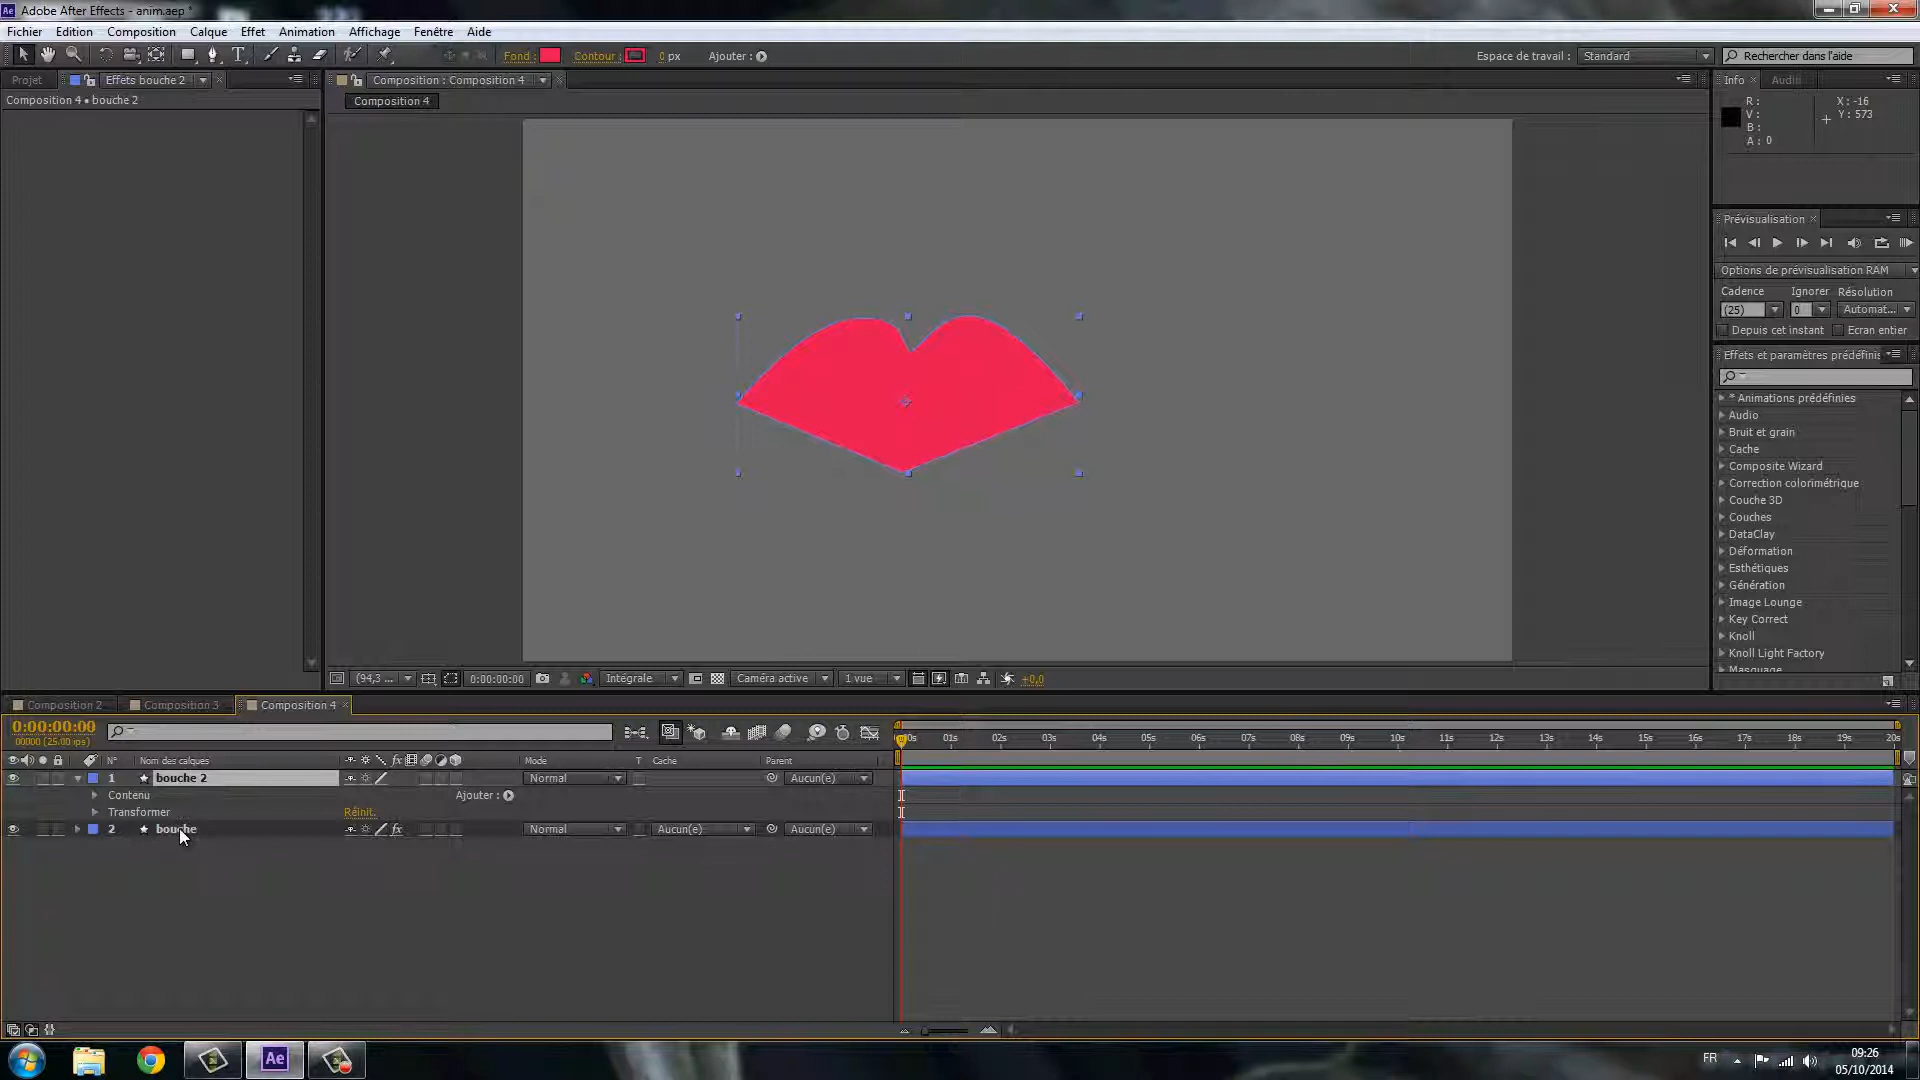 Adobe After Effects - anim.aep *
Fichier Edition Composition Calque Effet Animation Affichage Fenêtre Aide
Fond : Contour : 0 px Ajouter : Espace de travail : Standard Rechercher dans l'aide
Projet Effets bouche 2 Composition : Composition 4 Info Audio
Composition 4 • bouche 2 Composition 4
R : X : -16
V : Y : 573
B :
A : 0
Prévisualisation
Options de prévisualisation RAM
Cadence Ignorer Résolution
(25) 0 Automat...
Depuis cet instant Ecran entier
Effets et paramètres prédéfinis
* Animations prédéfinies
Audio
Bruit et grain
Cache
Composite Wizard
Correction colorimétrique
Couche 3D
Couches
DataClay
Déformation
Esthétiques
Génération
Image Lounge
Key Correct
Knoll
Knoll Light Factory
Masquage
(94,3 ... 0:00:00:00 Intégrale Caméra active 1 vue +0,0
Composition 2 Composition 3 Composition 4
0:00:00:00
00000 (25.00 ips)
01s 02s 03s 04s 05s 06s 07s 08s 09s 10s 11s 12s 13s 14s 15s 16s 17s 18s 19s 20s
N° Nom des calques fx Mode T Cache Parent
1 bouche 2 Normal Aucun(e)
Contenu Ajouter :
Transformer Réinit.
2 bouche fx Normal Aucun(e) Aucun(e)
Ae FR 09:26
05/10/2014